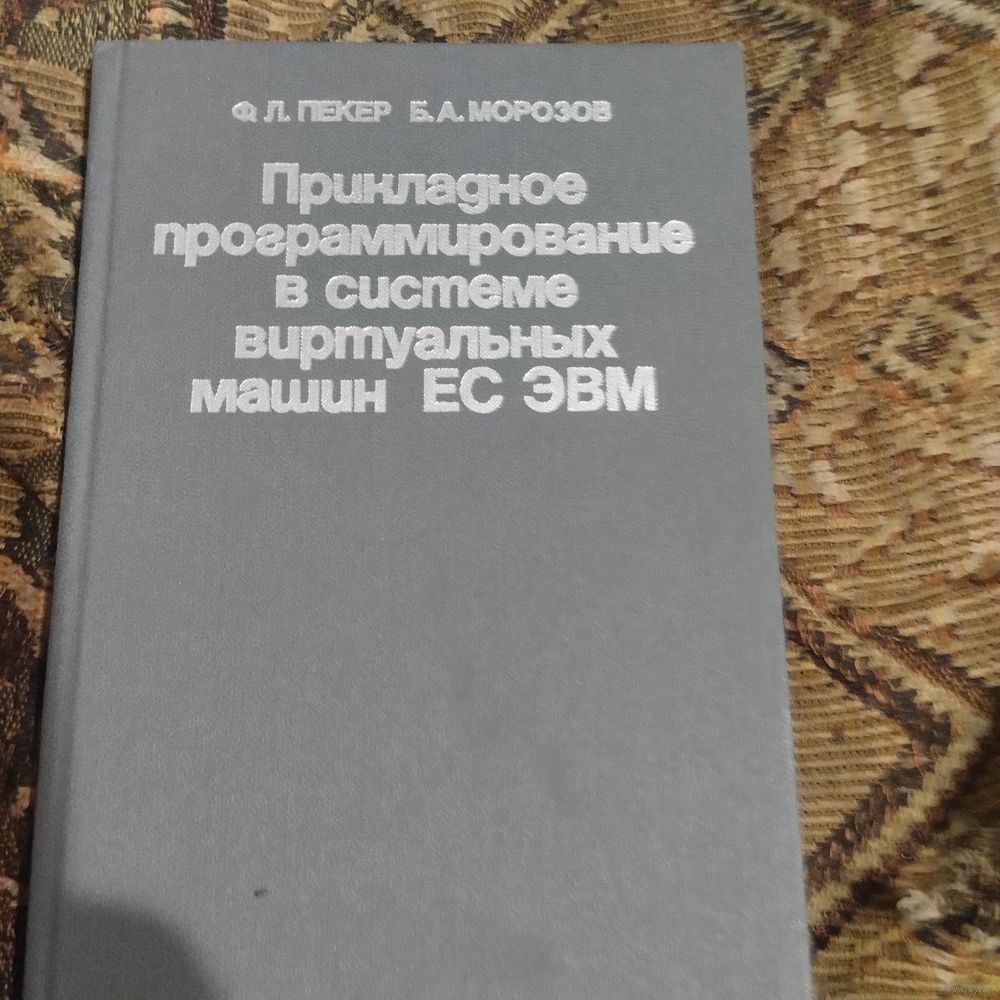 Ф. Л. ПЕКЕР Б. А. МОРОЗОВ
Прикладное
программирование
в системе
виртуальных
машин ЕС ЭВМ